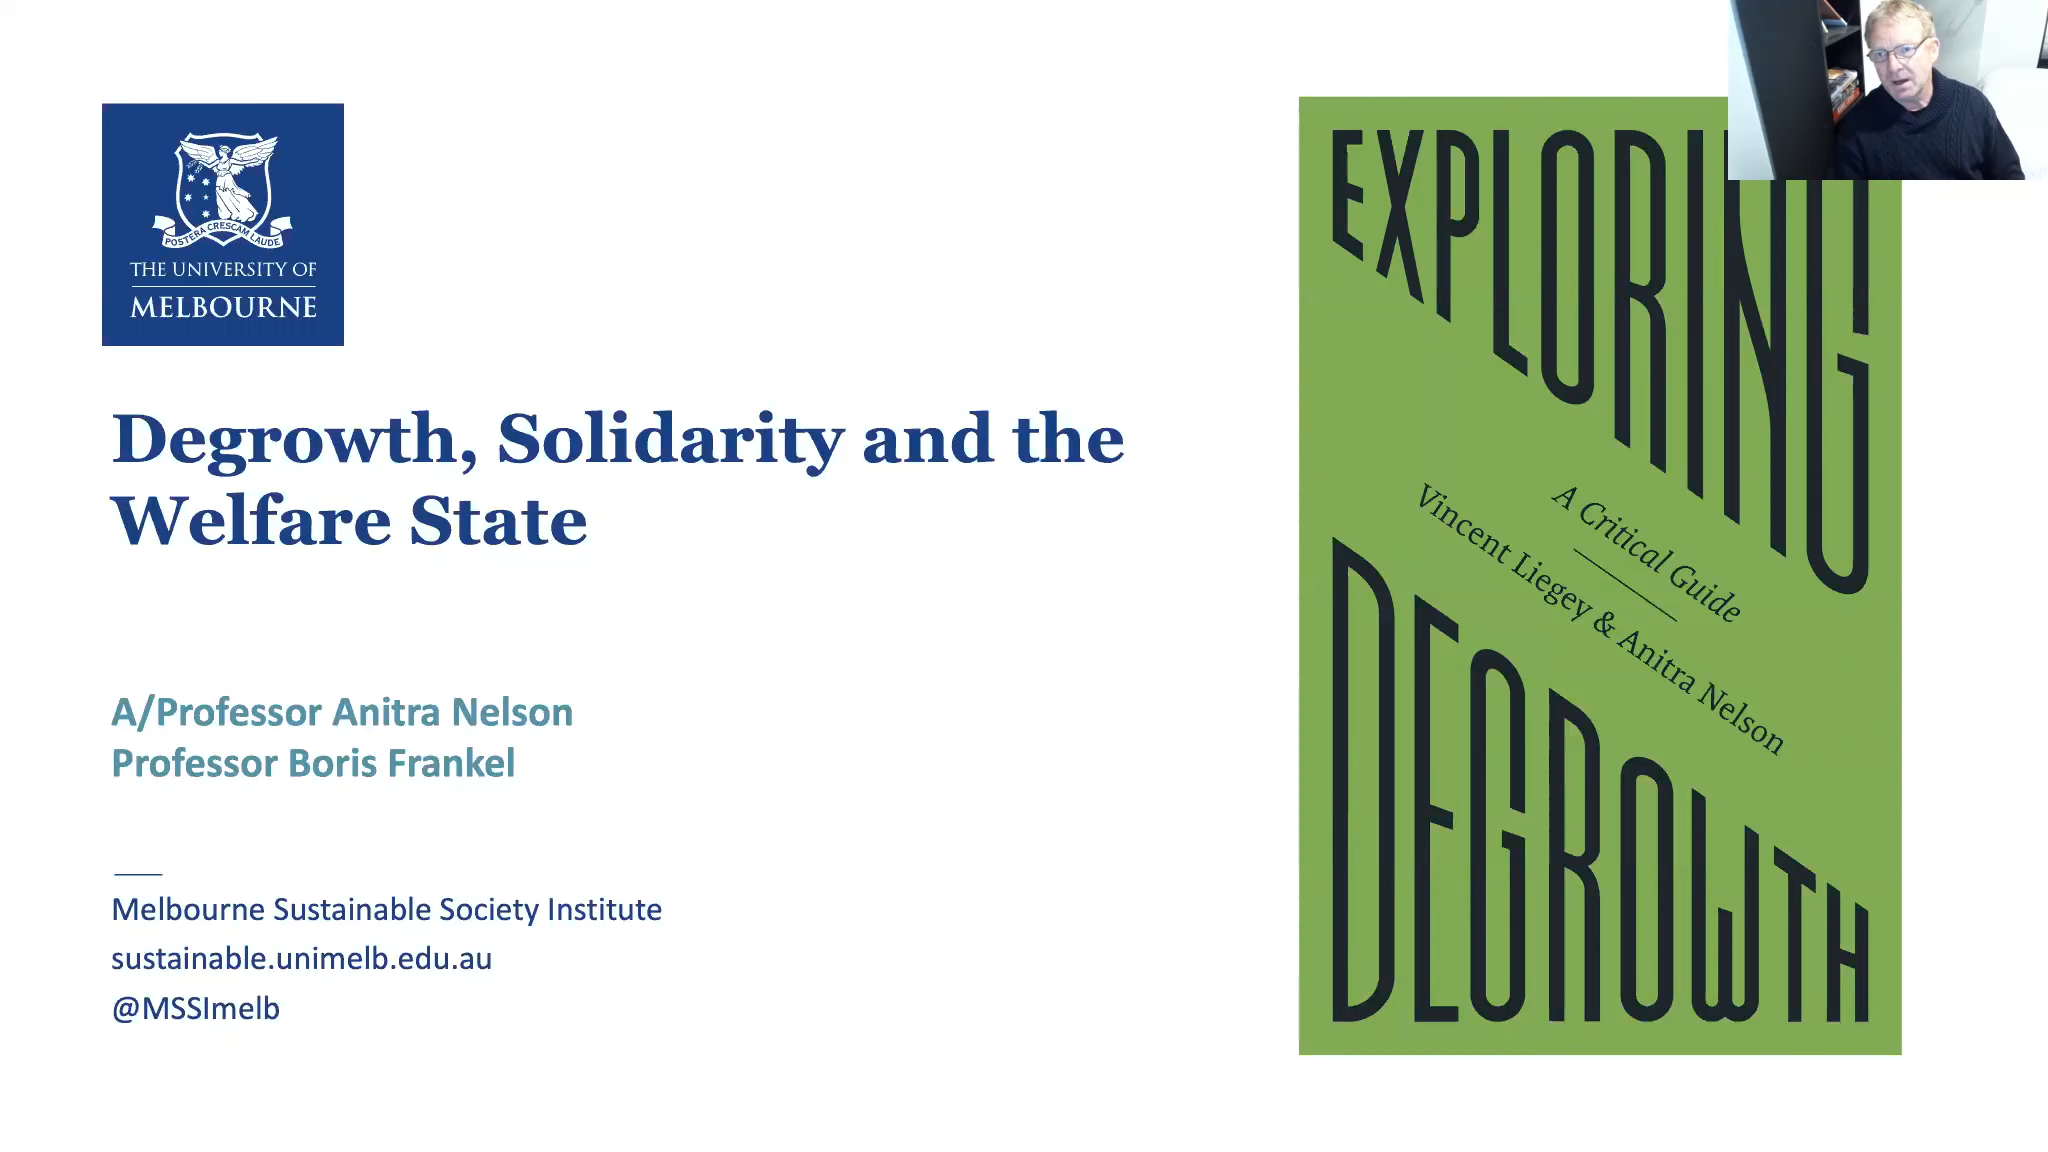 POSTERA CRESCAM LAUDE
THE UNIVERSITY OF
MELBOURNE
Degrowth, Solidarity and the
Welfare State
A/Professor Anitra Nelson
Professor Boris Frankel
Melbourne Sustainable Society Institute
sustainable.unimelb.edu.au
@MSSImelb
EXPLORING
A Critical Guide
Vincent Liegey & Anitra Nelson
DEGROWTH